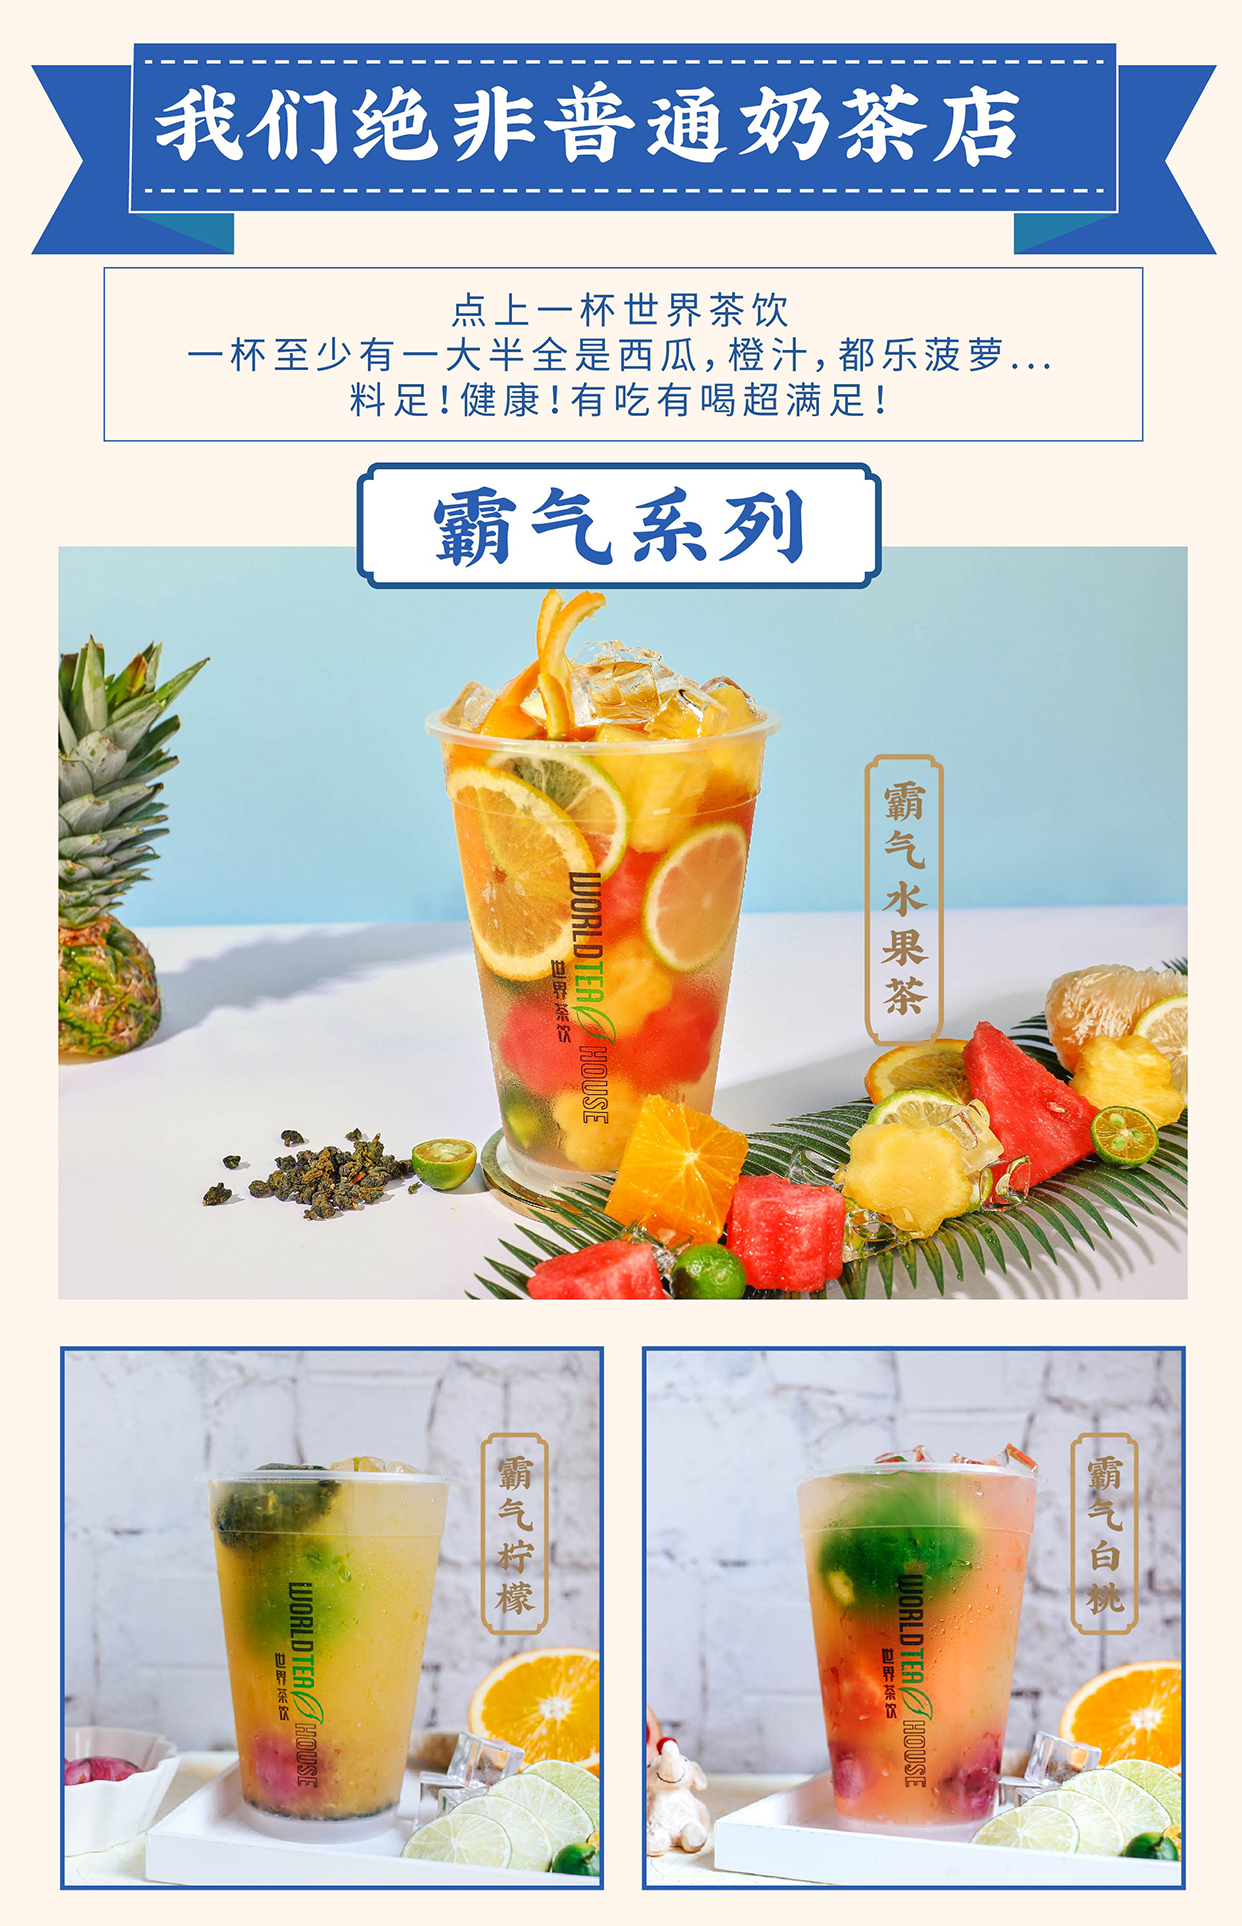 我们绝非普通奶茶店
点上一杯世界茶饮
一杯至少有一大半全是西瓜，橙汁，都乐菠萝...
料足！健康！有吃有喝超满足！
霸气系列
霸气水果茶
WORLD TEA HOUSE
世界茶饮
霸气柠檬
WORLD TEA HOUSE
世界茶饮
霸气白桃
WORLD TEA HOUSE
世界茶饮